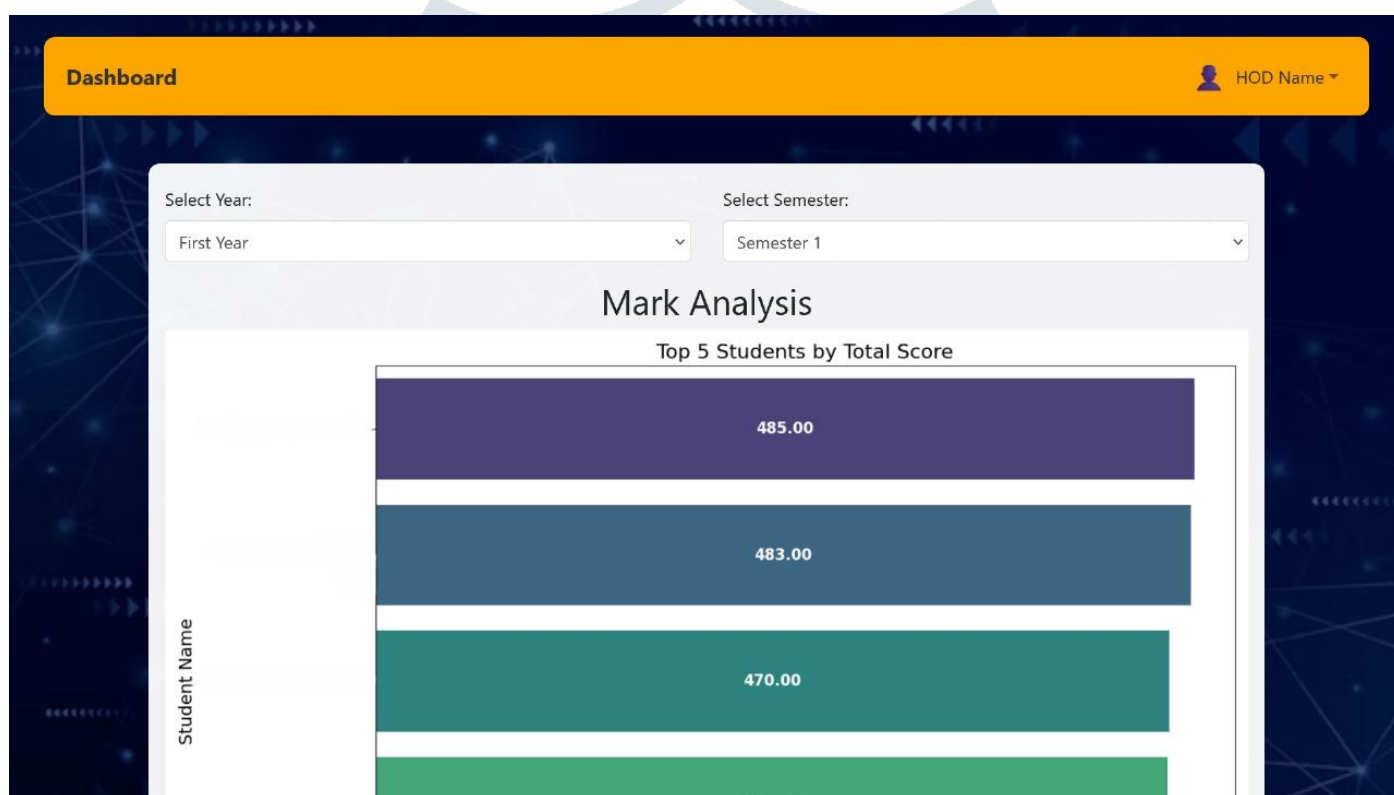 Dashboard
HOD Name
Select Year:
Select Semester:
First Year
Semester 1
Mark Analysis
Top 5 Students by Total Score
485.00
483.00
470.00
Student Name